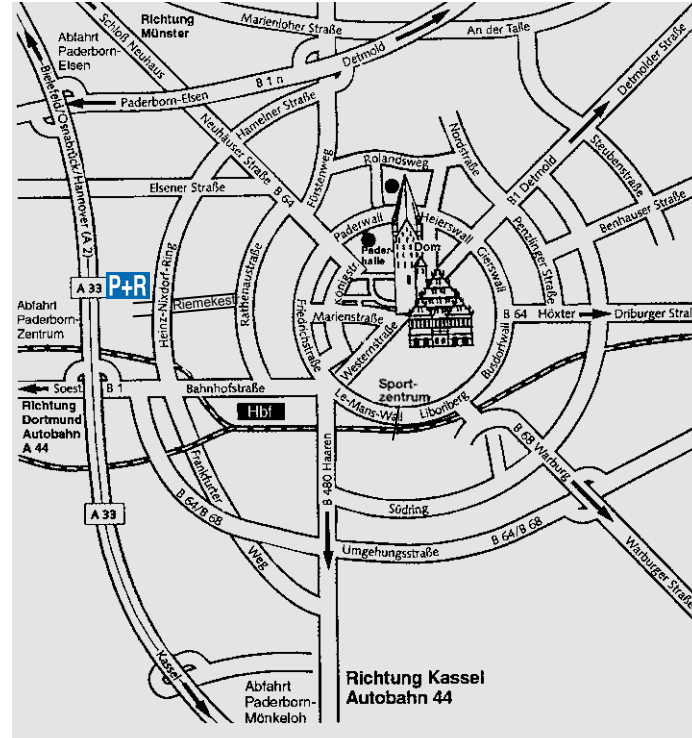 Richtung
Münster
Marienloher Straße
An der Talle
Abfahrt
Paderborn-
Elsen
Schloß Neuhaus
Detmold
B 1 n
Paderborn-Elsen
Detmolder Straße
Bielefeld/Osnabrück/Hannover (A 2)
Hamelner Straße
Neuhäuser Straße
B 64
Nordstraße
Steubenstraße
Rolandsweg
Fürstenweg
B1 Detmold
Elsener Straße
Paderwall
Heierswall
Penzlinger Straße
Benhauser Straße
Pader-
halle
Dom
Gierswall
Königstr.
A 33
P+R
Heinz-Nixdorf-Ring
Riemekest
Rathenaustraße
Friedrichstraße
Marienstraße
Westernstraße
B 64
Höxter
Driburger Straß
Abfahrt
Paderborn-
Zentrum
Busdorfwall
Soest
B 1
Bahnhofstraße
Sport-
zentrum
Le-Mans-Wall
Liboriberg
Hbf
Richtung
Dortmund
Autobahn
A 44
B 68 Warburg
Frankfurter
Weg
B 480 Haaren
A 33
Südring
B 64/B 68
Umgehungsstraße
B 64/B 68
Warburger Straße
Kassel
Abfahrt
Paderborn-
Mönkeloh
Richtung Kassel
Autobahn 44